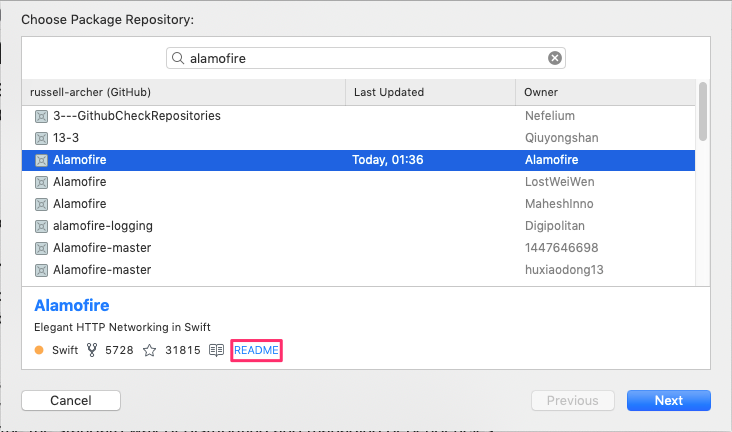 Choose Package Repository:
alamofire
russell-archer (GitHub) Last Updated Owner
3---GithubCheckRepositories Nefelium
13-3 Qiuyongshan
Alamofire Today, 01:36 Alamofire
Alamofire LostWeiWen
Alamofire MaheshInno
alamofire-logging Digipolitan
Alamofire-master 1447646698
Alamofire-master huxiaodong13
Alamofire
Elegant HTTP Networking in Swift
Swift 5728 31815 README
Cancel Previous Next